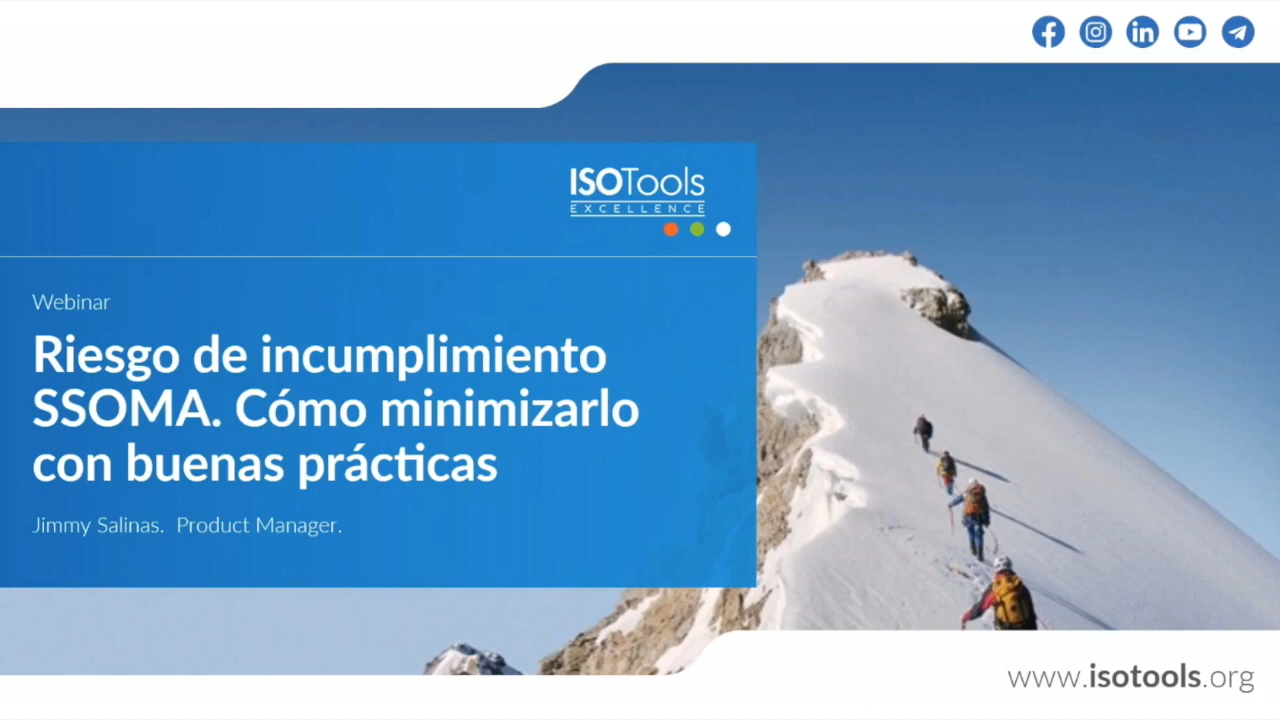 ISOTools
EXCELLENCE
Webinar
Riesgo de incumplimiento
SSOMA. Cómo minimizarlo
con buenas prácticas
Jimmy Salinas. Product Manager.
www.isotools.org